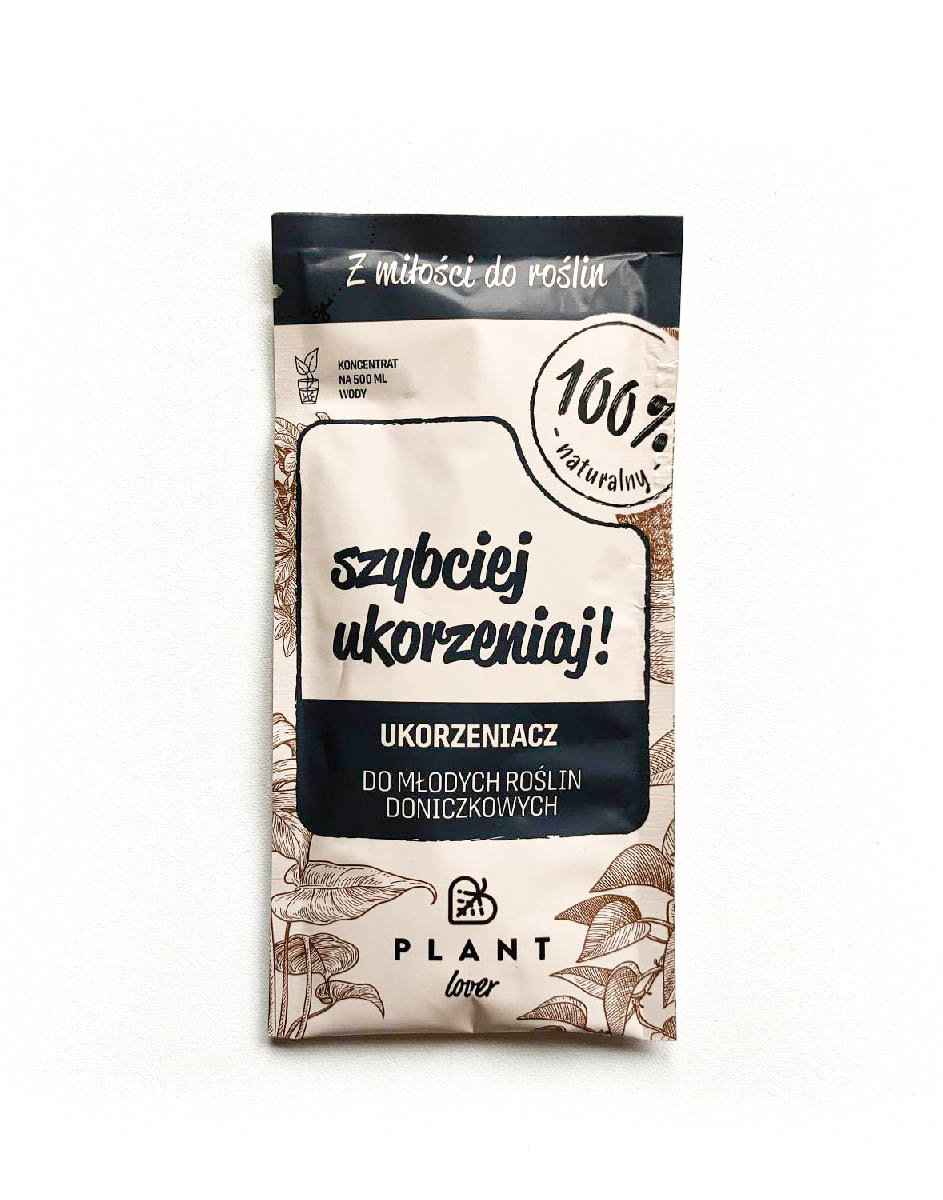 Z miłości do roślin
KONCENTRAT
NA 500 ML
WODY
100%
- naturalny -
szybciej
ukorzeniaj!
UKORZENIACZ
DO MŁODYCH ROŚLIN
DONICZKOWYCH
PLANT
lover